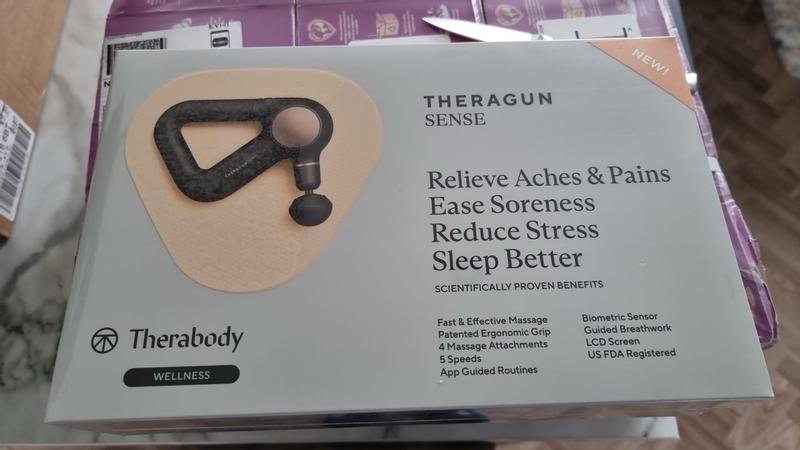 NEW!
THERAGUN
SENSE
Relieve Aches & Pains
Ease Soreness
Reduce Stress
Sleep Better
SCIENTIFICALLY PROVEN BENEFITS
Fast & Effective Massage
Patented Ergonomic Grip
4 Massage Attachments
5 Speeds
App Guided Routines
Biometric Sensor
Guided Breathwork
LCD Screen
US FDA Registered
Therabody
WELLNESS